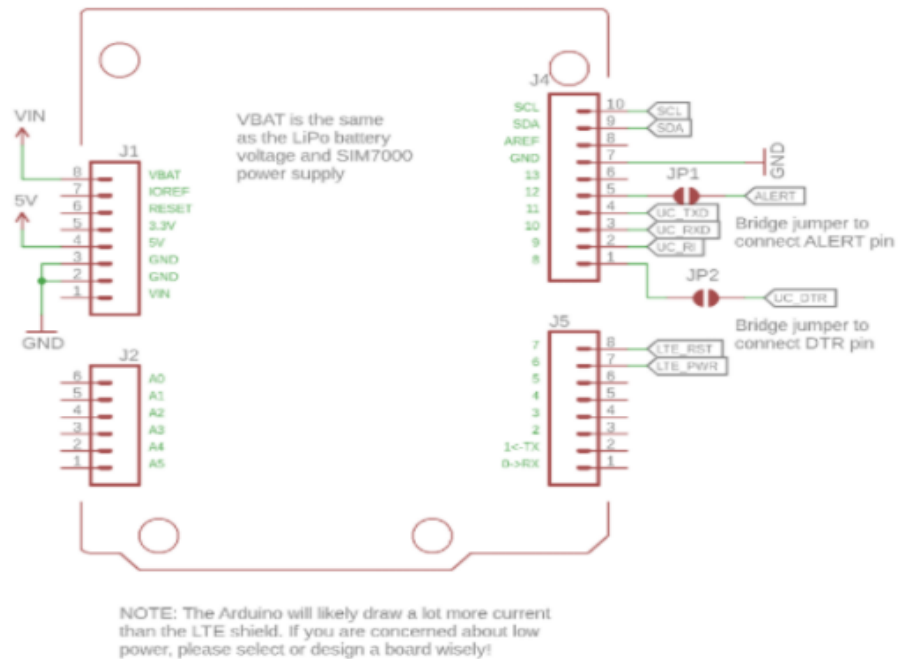 VBAT is the same
as the LiPo battery
voltage and SIM7000
power supply
VIN
5V
GND
J1
8 VBAT
7 IOREF
6 RESET
5 3.3V
4 5V
3 GND
2 GND
1 VIN
J2
6 A0
5 A1
4 A2
3 A3
2 A4
1 A5
J4
SCL 10 SCL
SDA 9 SDA
AREF 8
GND 7 GND
13 6
12 5 JP1 ALERT
11 4 UC_TXD
10 3 UC_RXD
9 2 UC_RI
8 1 JP2 UC_DTR
Bridge jumper to
connect ALERT pin
Bridge jumper to
connect DTR pin
J5
7 8 LTE_RST
6 7 LTE_PWR
5 6
4 5
3 4
2 3
1<-TX 2
0->RX 1
NOTE: The Arduino will likely draw a lot more current
than the LTE shield. If you are concerned about low
power, please select or design a board wisely!